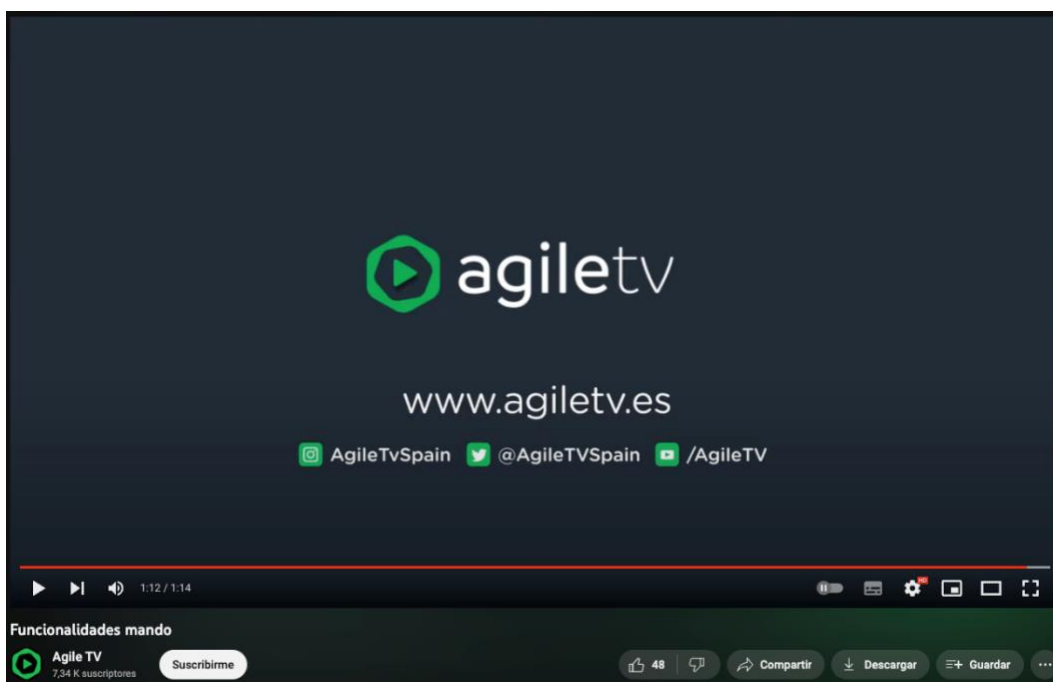 agiletv
www.agiletv.es
AgileTvSpain @AgileTVSpain /AgileTV
1:12 / 1:14
HD
Funcionalidades mando
Agile TV
7,34 K suscriptores
Suscribirme
48
Compartir
Descargar
Guardar